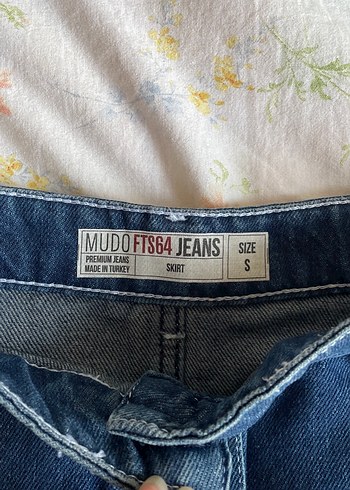 MUDO FTS64 JEANS
PREMIUM JEANS
MADE IN TURKEY
SKIRT
SIZE
S